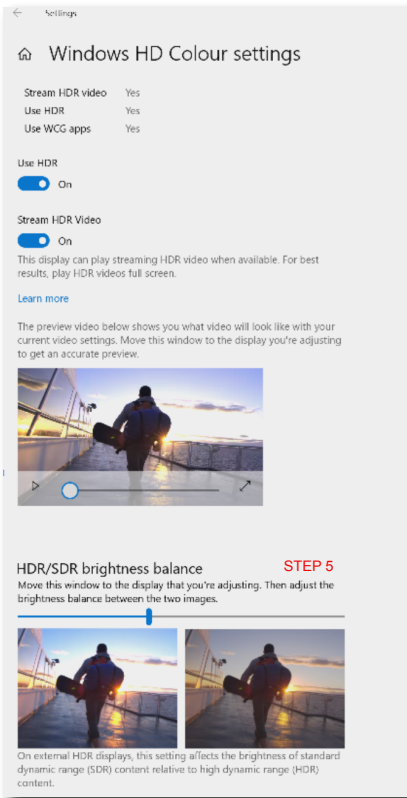 Settings
Windows HD Colour settings
Stream HDR video Yes
Use HDR Yes
Use WCG apps Yes
Use HDR
On
Stream HDR Video
On
This display can play streaming HDR video when available. For best
results, play HDR videos full screen.
Learn more
The preview video below shows you what video will look like with your
current video settings. Move this window to the display you're adjusting
to get an accurate preview.
HDR/SDR brightness balance STEP 5
Move this window to the display that you're adjusting. Then adjust the
brightness balance between the two images.
On external HDR displays, this setting affects the brightness of standard
dynamic range (SDR) content relative to high dynamic range (HDR)
content.